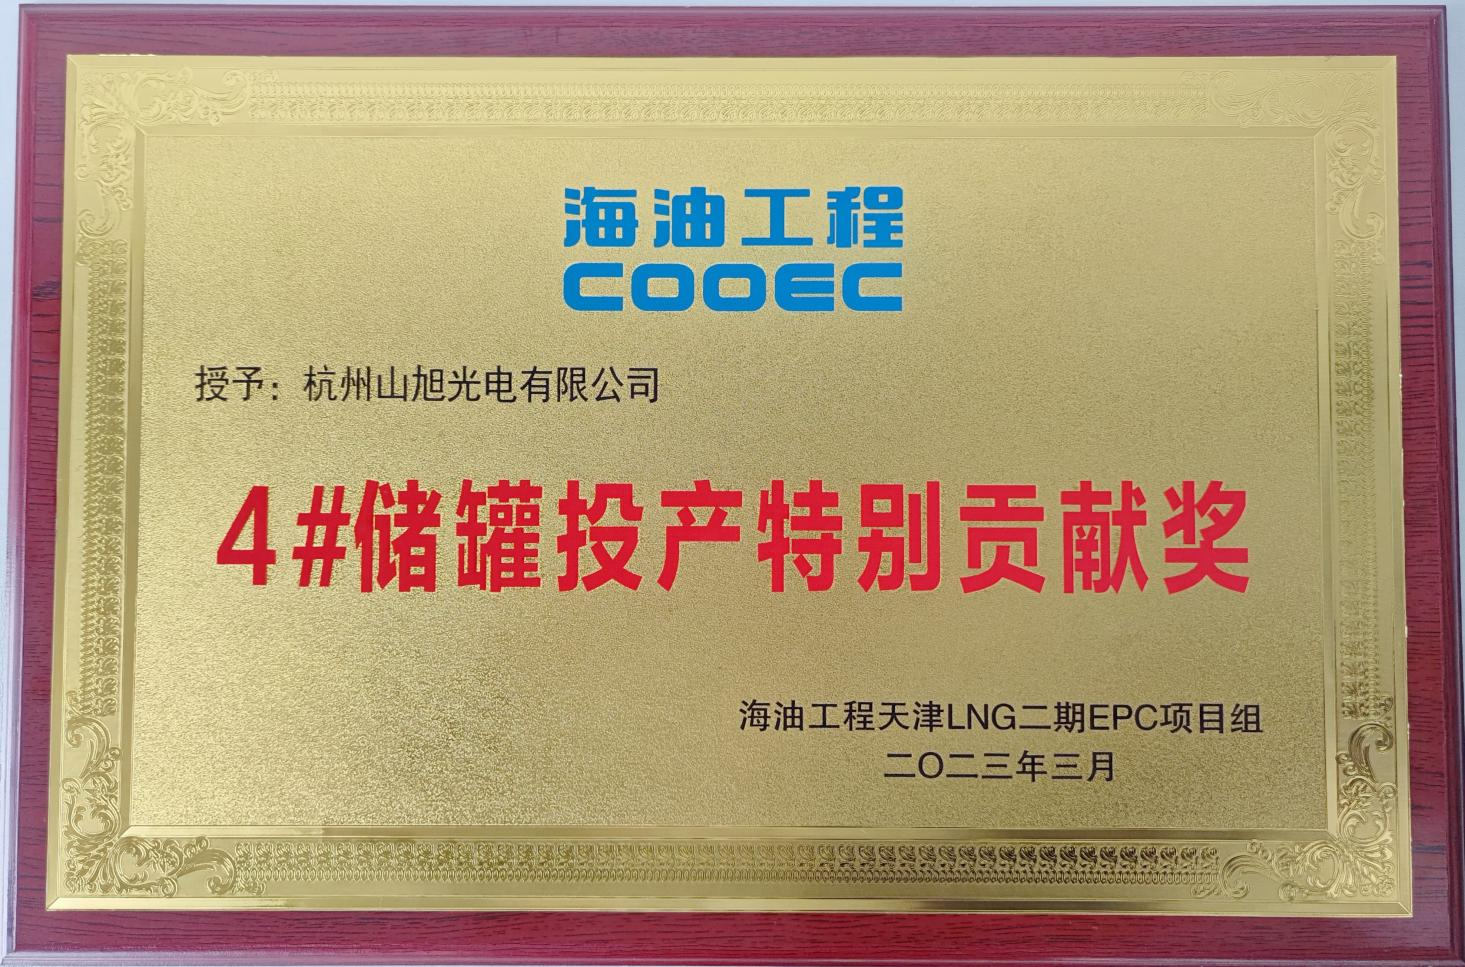 海油工程
COOEC
授予：杭州山旭光电有限公司
4#储罐投产特别贡献奖
海油工程天津LNG二期EPC项目组
二〇二三年三月